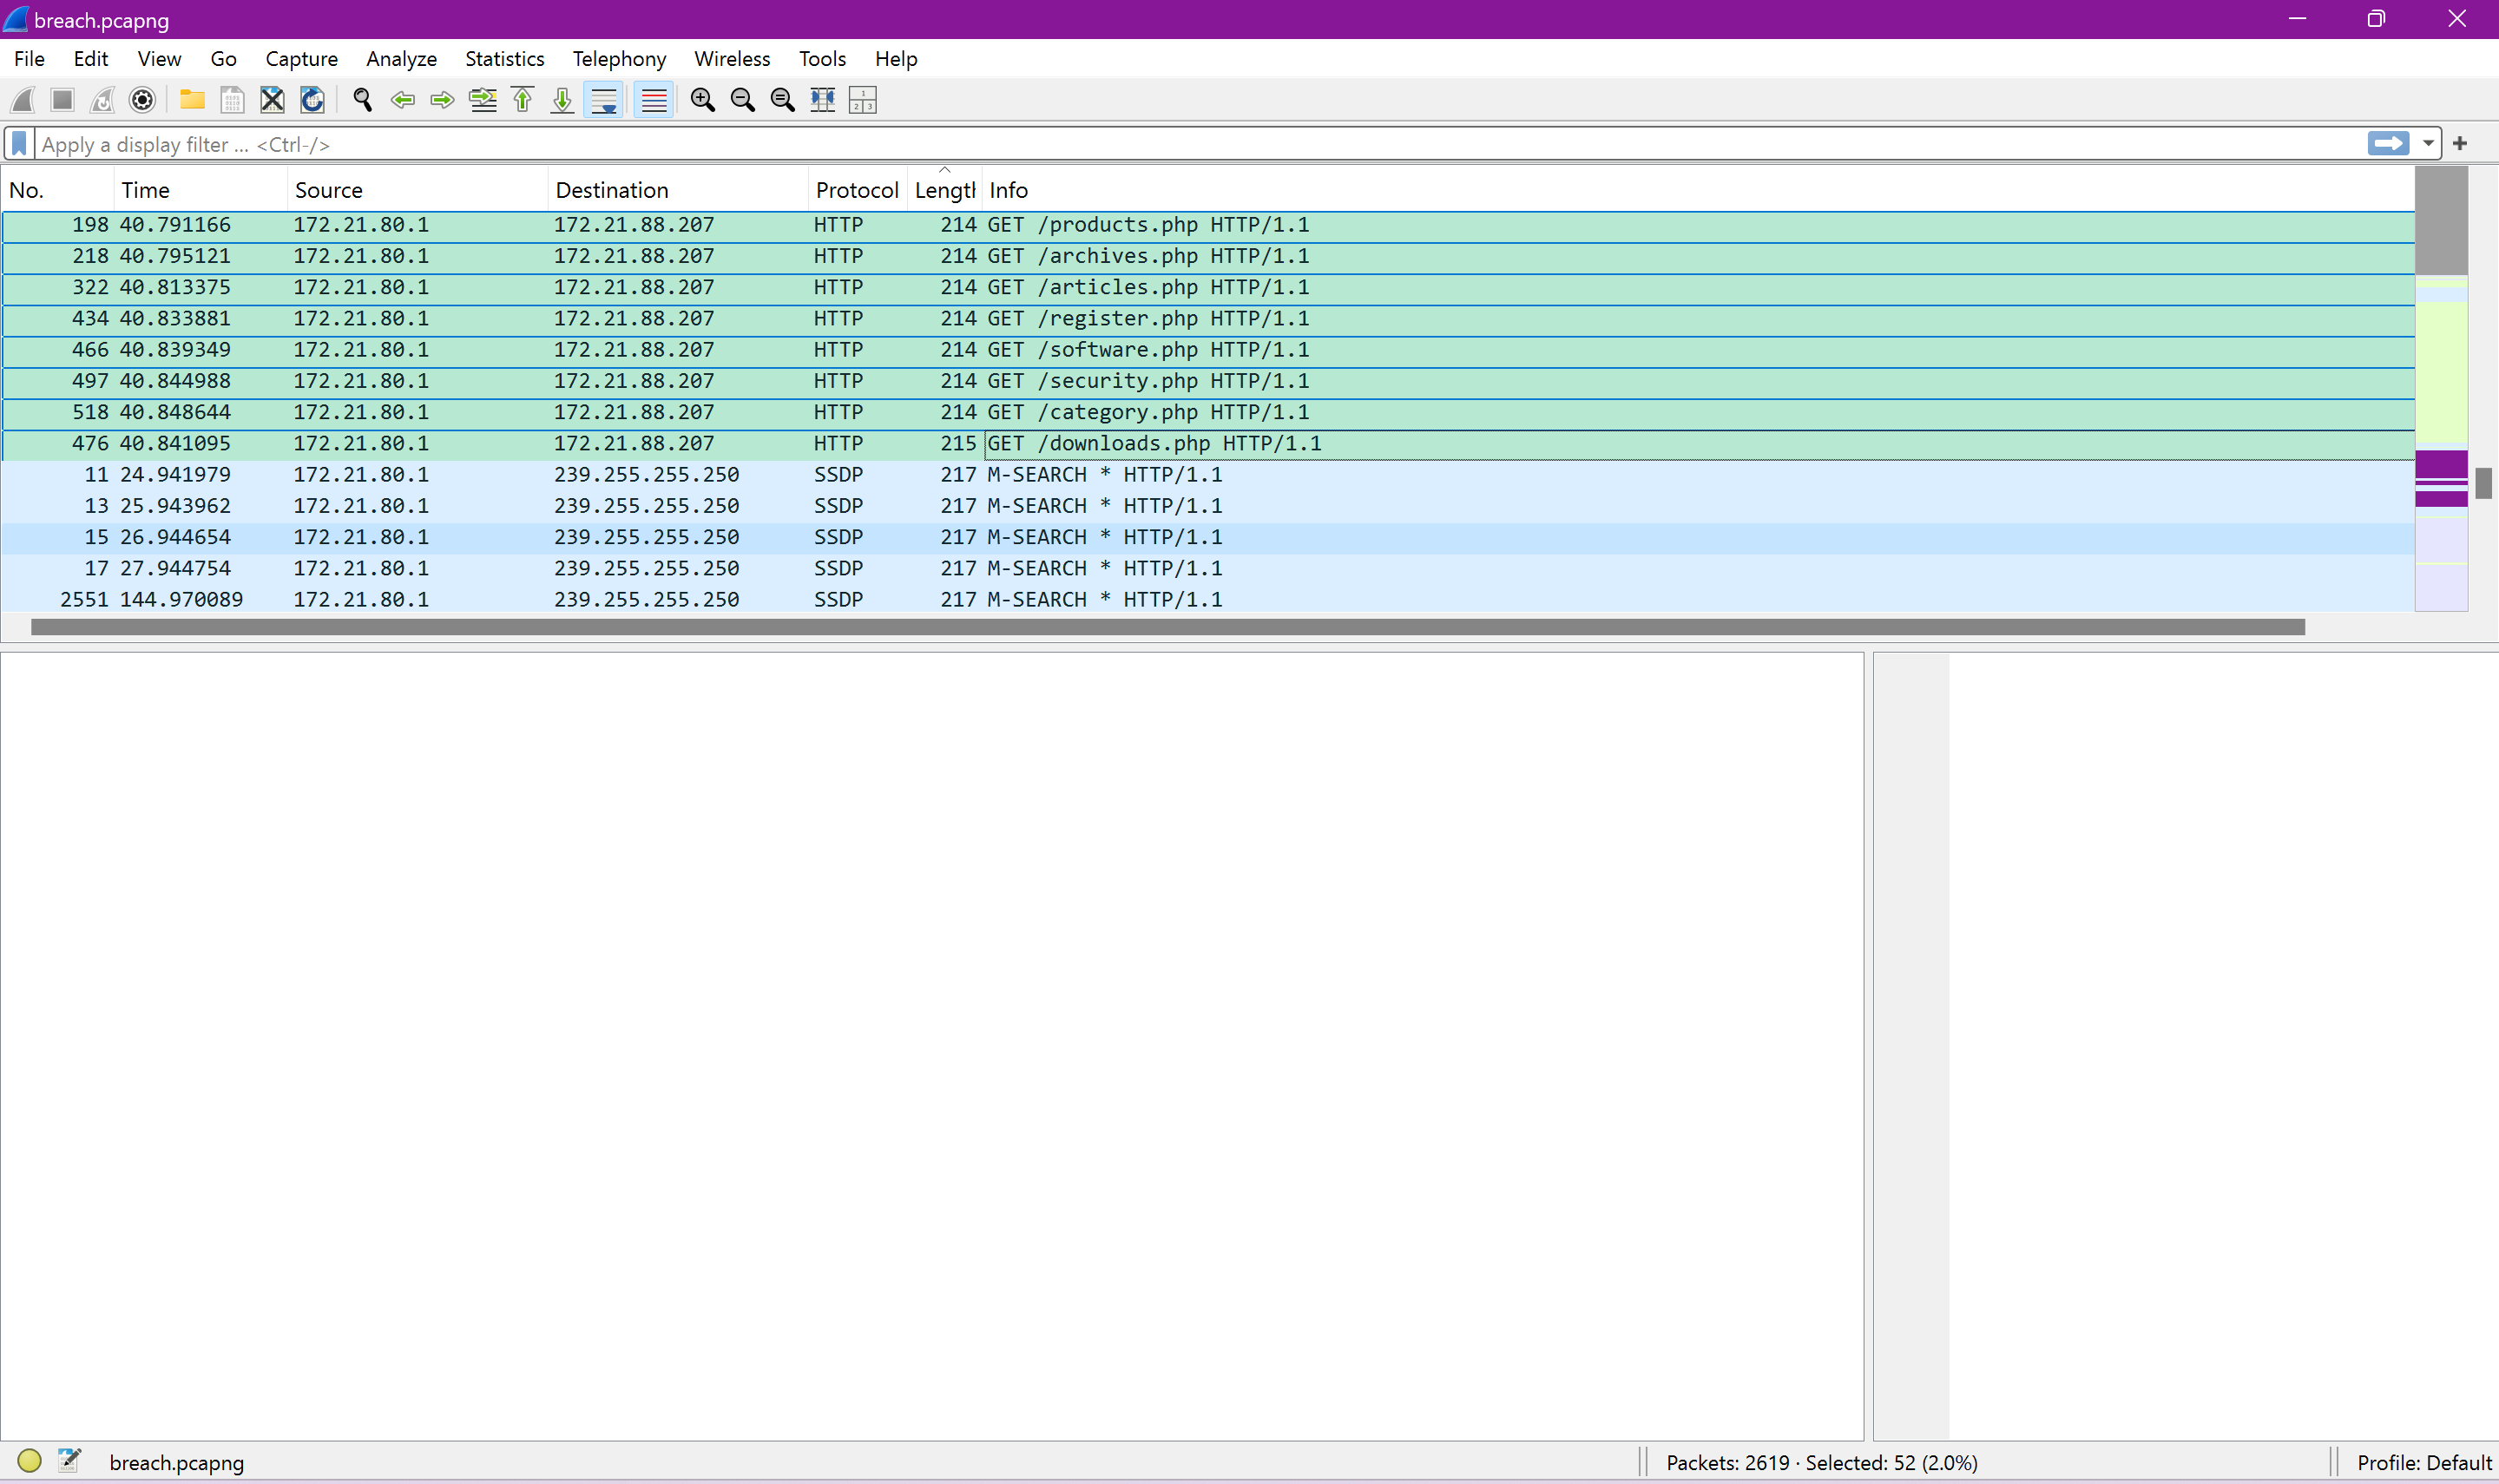 breach.pcapng
File Edit View Go Capture Analyze Statistics Telephony Wireless Tools Help
Apply a display filter ... <Ctrl-/>
No. Time Source Destination Protocol Length Info
198 40.791166 172.21.80.1 172.21.88.207 HTTP 214 GET /products.php HTTP/1.1
218 40.795121 172.21.80.1 172.21.88.207 HTTP 214 GET /archives.php HTTP/1.1
322 40.813375 172.21.80.1 172.21.88.207 HTTP 214 GET /articles.php HTTP/1.1
434 40.833881 172.21.80.1 172.21.88.207 HTTP 214 GET /register.php HTTP/1.1
466 40.839349 172.21.80.1 172.21.88.207 HTTP 214 GET /software.php HTTP/1.1
497 40.844988 172.21.80.1 172.21.88.207 HTTP 214 GET /security.php HTTP/1.1
518 40.848644 172.21.80.1 172.21.88.207 HTTP 214 GET /category.php HTTP/1.1
476 40.841095 172.21.80.1 172.21.88.207 HTTP 215 GET /downloads.php HTTP/1.1
11 24.941979 172.21.80.1 239.255.255.250 SSDP 217 M-SEARCH * HTTP/1.1
13 25.943962 172.21.80.1 239.255.255.250 SSDP 217 M-SEARCH * HTTP/1.1
15 26.944654 172.21.80.1 239.255.255.250 SSDP 217 M-SEARCH * HTTP/1.1
17 27.944754 172.21.80.1 239.255.255.250 SSDP 217 M-SEARCH * HTTP/1.1
2551 144.970089 172.21.80.1 239.255.255.250 SSDP 217 M-SEARCH * HTTP/1.1
breach.pcapng Packets: 2619 · Selected: 52 (2.0%) Profile: Default